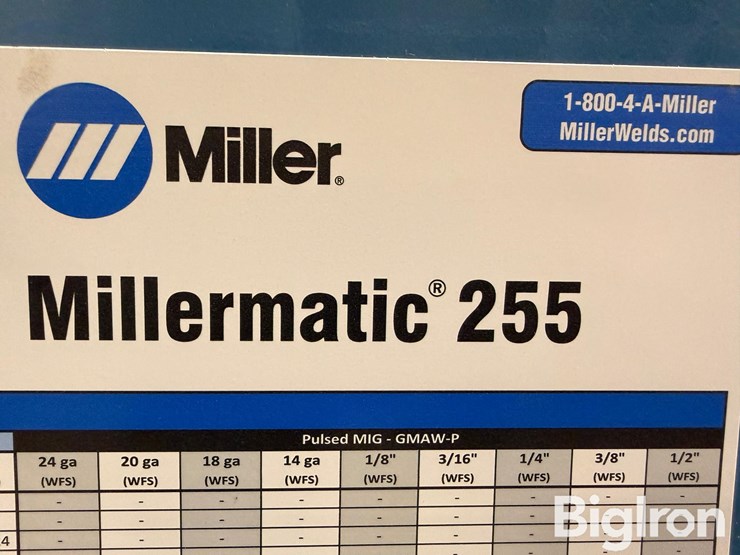 1-800-4-A-Miller
MillerWelds.com
Miller®
Millermatic® 255
Pulsed MIG - GMAW-P
24 ga 20 ga 18 ga 14 ga 1/8" 3/16" 1/4" 3/8" 1/2"
(WFS) (WFS) (WFS) (WFS) (WFS) (WFS) (WFS) (WFS) (WFS)
- - - - - - - - -
- - - - - - - - -
4 - - - - - - - - -
BigIron